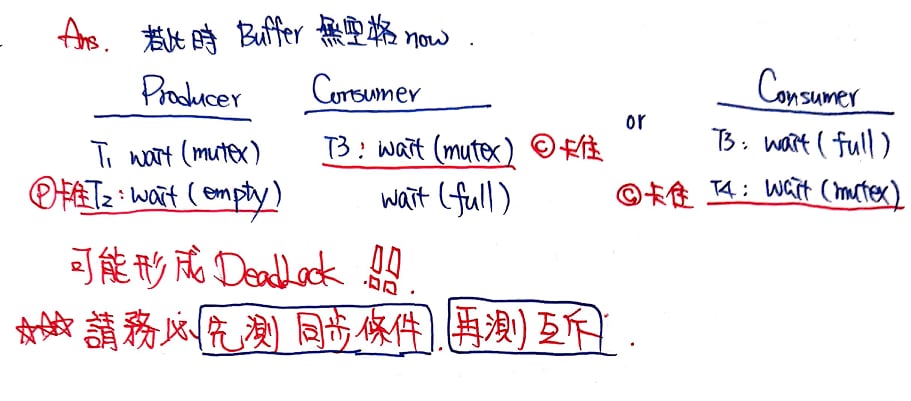 Ans. 若此時 Buffer 無空格 now.
Producer Consumer Consumer
or
T1 wait(mutex) T3: wait(mutex) Ⓒ卡住 T3: wait(full)
Ⓟ卡住 T2: wait(empty) wait(full) Ⓒ卡住 T4: wait(mutex)
可能形成 DeadLock !!!
☆☆☆ 請務必 先測同步條件, 再測互斥.